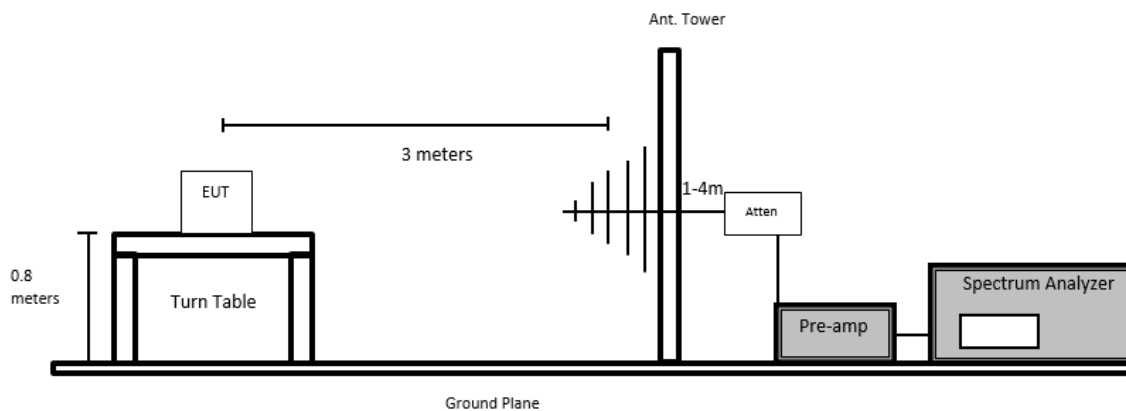 Ant. Tower
3 meters
EUT
1-4m
Atten
0.8
meters
Turn Table
Spectrum Analyzer
Pre-amp
Ground Plane